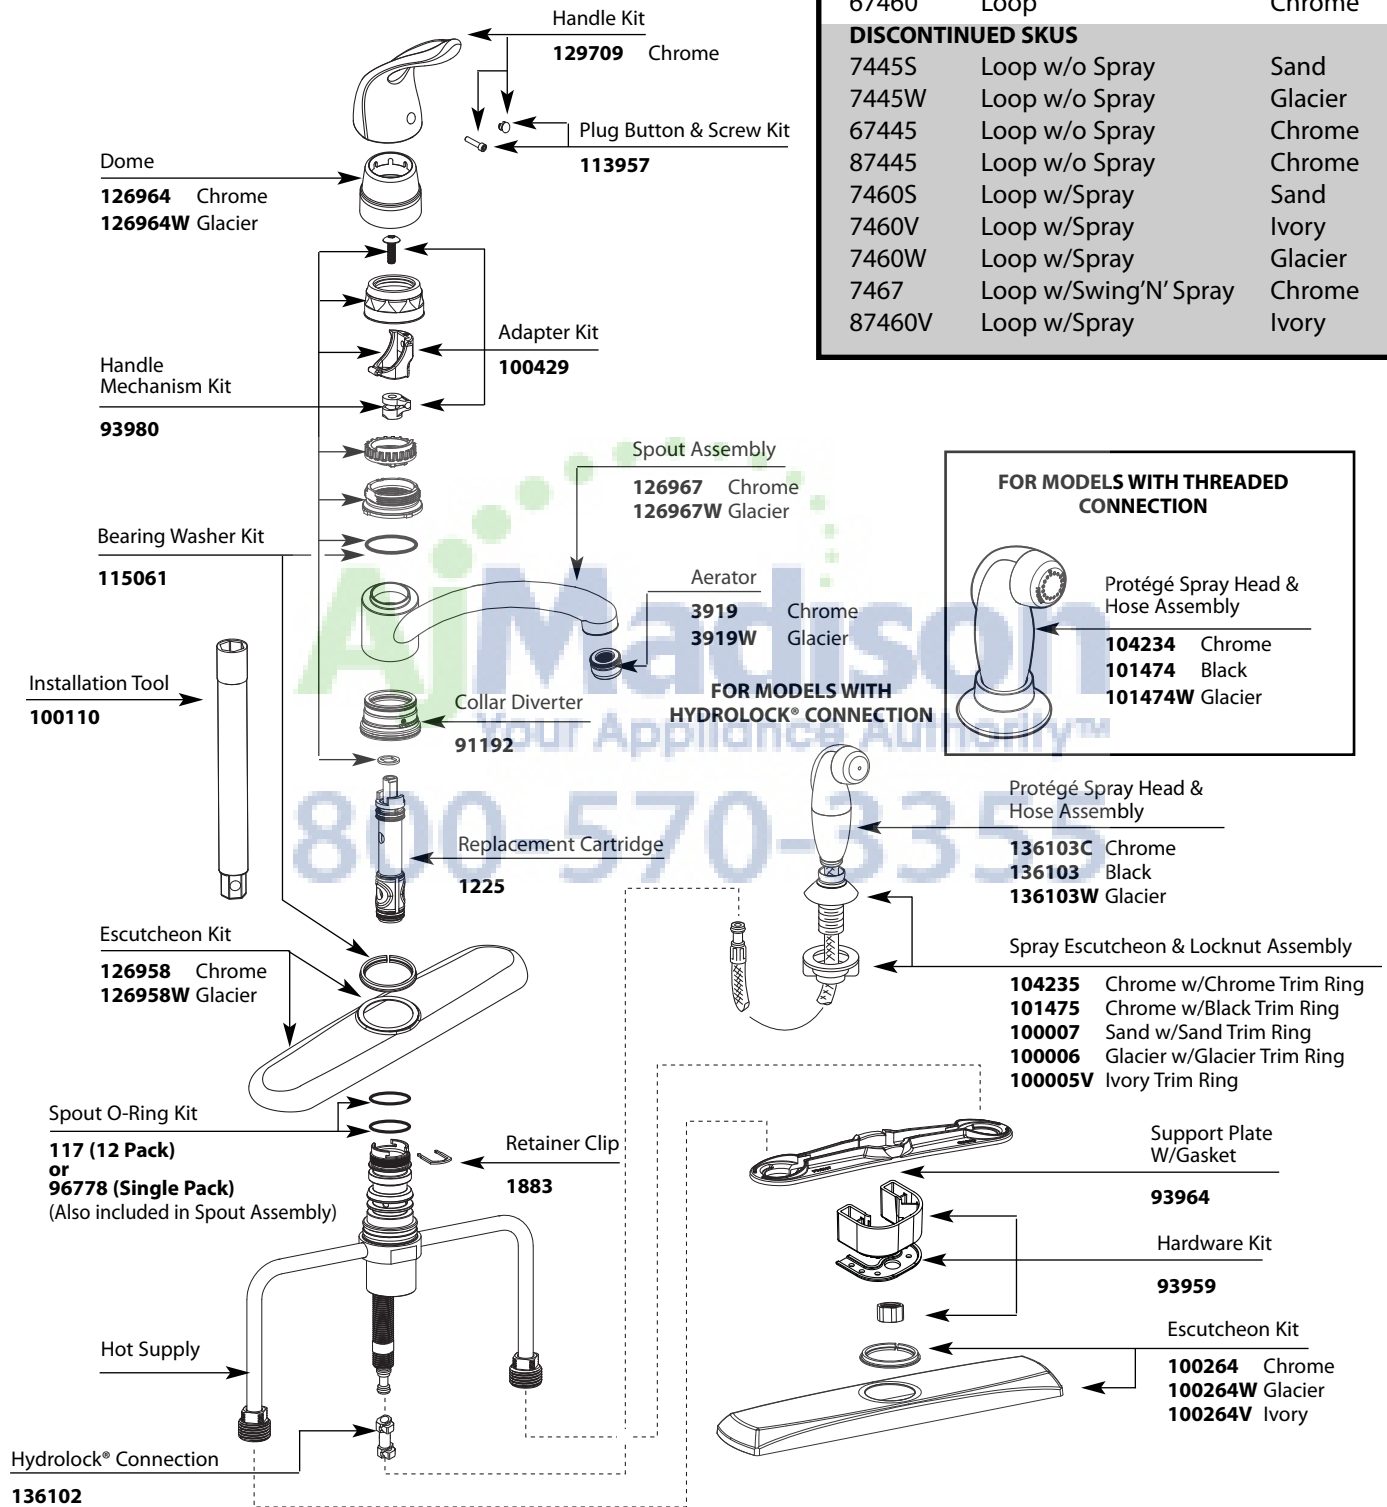 67460 Loop Chrome
DISCONTINUED SKUS
7445S Loop w/o Spray Sand
7445W Loop w/o Spray Glacier
67445 Loop w/o Spray Chrome
87445 Loop w/o Spray Chrome
7460S Loop w/Spray Sand
7460V Loop w/Spray Ivory
7460W Loop w/Spray Glacier
7467 Loop w/Swing'N' Spray Chrome
87460V Loop w/Spray Ivory
Handle Kit
129709 Chrome
Plug Button & Screw Kit
113957
Dome
126964 Chrome
126964W Glacier
Adapter Kit
100429
Handle
Mechanism Kit
93980
Spout Assembly
126967 Chrome
126967W Glacier
Bearing Washer Kit
115061
Aerator
3919 Chrome
3919W Glacier
FOR MODELS WITH THREADED
CONNECTION
Protégé Spray Head &
Hose Assembly
104234 Chrome
101474 Black
101474W Glacier
Installation Tool
100110
Collar Diverter
91192
FOR MODELS WITH
HYDROLOCK® CONNECTION
AjMadison
Your Appliance Authority™
800-570-3355
Protégé Spray Head &
Hose Assembly
136103C Chrome
136103 Black
136103W Glacier
Replacement Cartridge
1225
Escutcheon Kit
126958 Chrome
126958W Glacier
Spray Escutcheon & Locknut Assembly
104235 Chrome w/Chrome Trim Ring
101475 Chrome w/Black Trim Ring
100007 Sand w/Sand Trim Ring
100006 Glacier w/Glacier Trim Ring
100005V Ivory Trim Ring
Spout O-Ring Kit
117 (12 Pack)
or
96778 (Single Pack)
(Also included in Spout Assembly)
Retainer Clip
1883
Support Plate
W/Gasket
93964
Hardware Kit
93959
Hot Supply
Escutcheon Kit
100264 Chrome
100264W Glacier
100264V Ivory
Hydrolock® Connection
136102